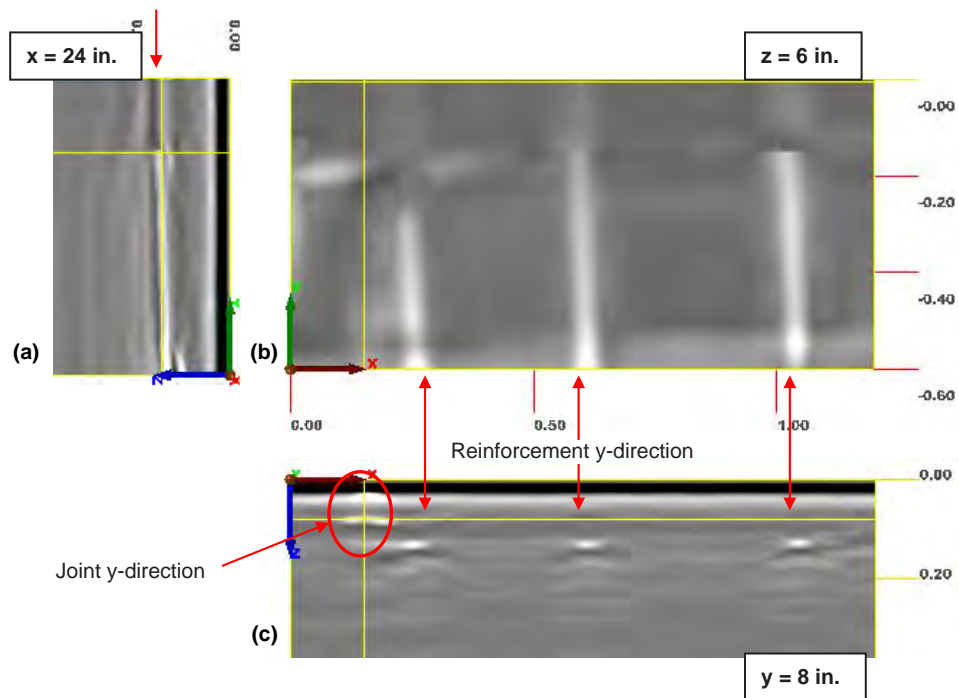 x = 24 in.
0.00
z = 6 in.
-0.00
-0.20
-0.40
-0.60
(a)
(b)
Y
Z
X
Y
X
0.00
0.50
1.00
Reinforcement y-direction
Y
X
Z
0.00
0.20
Joint y-direction
(c)
y = 8 in.